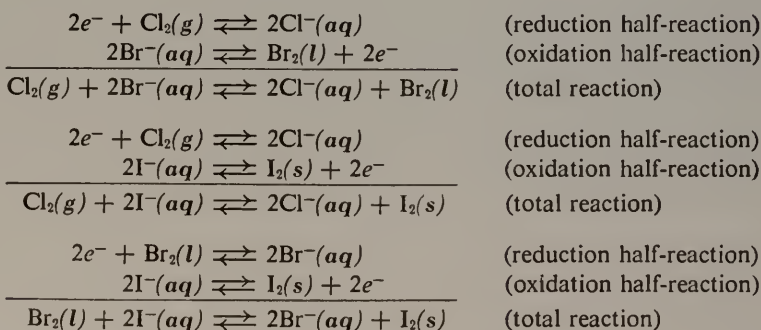 2e⁻ + Cl₂(g) ⇄ 2Cl⁻(aq) (reduction half-reaction)
2Br⁻(aq) ⇄ Br₂(l) + 2e⁻ (oxidation half-reaction)
Cl₂(g) + 2Br⁻(aq) ⇄ 2Cl⁻(aq) + Br₂(l) (total reaction)
2e⁻ + Cl₂(g) ⇄ 2Cl⁻(aq) (reduction half-reaction)
2I⁻(aq) ⇄ I₂(s) + 2e⁻ (oxidation half-reaction)
Cl₂(g) + 2I⁻(aq) ⇄ 2Cl⁻(aq) + I₂(s) (total reaction)
2e⁻ + Br₂(l) ⇄ 2Br⁻(aq) (reduction half-reaction)
2I⁻(aq) ⇄ I₂(s) + 2e⁻ (oxidation half-reaction)
Br₂(l) + 2I⁻(aq) ⇄ 2Br⁻(aq) + I₂(s) (total reaction)